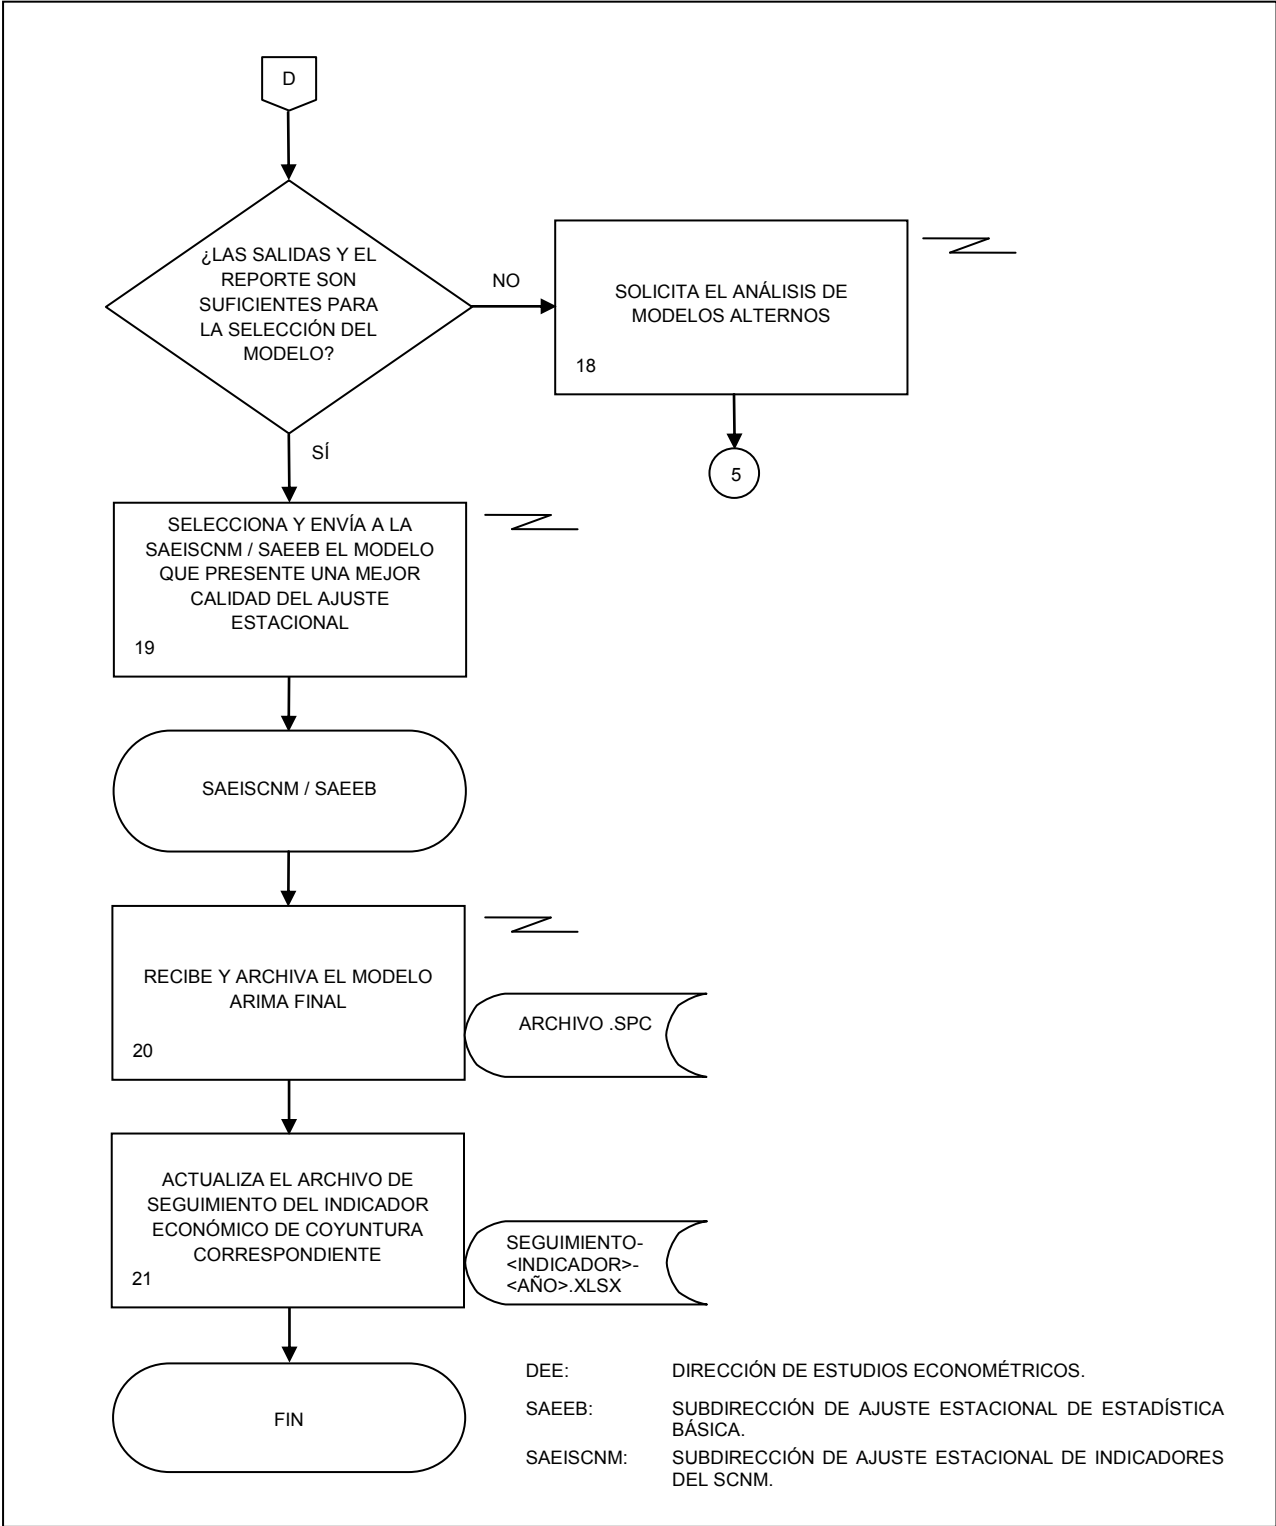 D
¿LAS SALIDAS Y EL
REPORTE SON
SUFICIENTES PARA
LA SELECCIÓN DEL
MODELO?
NO
SOLICITA EL ANÁLISIS DE
MODELOS ALTERNOS
18
5
SÍ
SELECCIONA Y ENVÍA A LA
SAEISCNM / SAEEB EL MODELO
QUE PRESENTE UNA MEJOR
CALIDAD DEL AJUSTE
ESTACIONAL
19
SAEISCNM / SAEEB
RECIBE Y ARCHIVA EL MODELO
ARIMA FINAL
20
ARCHIVO .SPC
ACTUALIZA EL ARCHIVO DE
SEGUIMIENTO DEL INDICADOR
ECONÓMICO DE COYUNTURA
CORRESPONDIENTE
21
SEGUIMIENTO-
<INDICADOR>-
<AÑO>.XLSX
FIN
DEE: DIRECCIÓN DE ESTUDIOS ECONOMÉTRICOS.
SAEEB: SUBDIRECCIÓN DE AJUSTE ESTACIONAL DE ESTADÍSTICA
BÁSICA.
SAEISCNM: SUBDIRECCIÓN DE AJUSTE ESTACIONAL DE INDICADORES
DEL SCNM.